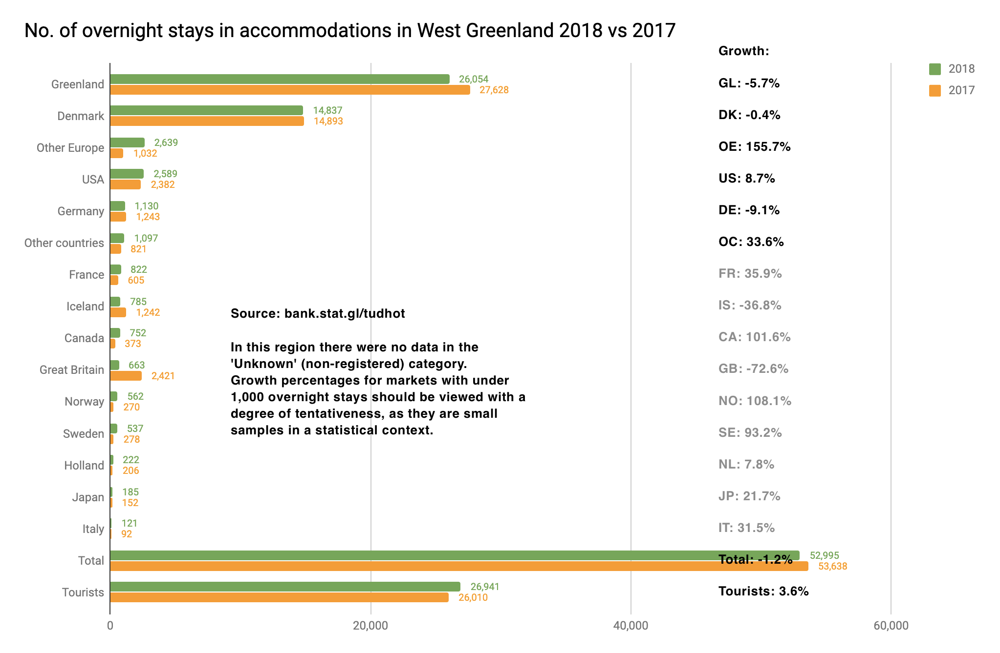 No. of overnight stays in accommodations in West Greenland 2018 vs 2017
Growth:
2018
2017
Greenland 26,054 27,628 GL: -5.7%
Denmark 14,837 14,893 DK: -0.4%
Other Europe 2,639 1,032 OE: 155.7%
USA 2,589 2,382 US: 8.7%
Germany 1,130 1,243 DE: -9.1%
Other countries 1,097 821 OC: 33.6%
France 822 605 FR: 35.9%
Iceland 785 1,242 IS: -36.8%
Canada 752 373 CA: 101.6%
Great Britain 663 2,421 GB: -72.6%
Norway 562 270 NO: 108.1%
Sweden 537 278 SE: 93.2%
Holland 222 206 NL: 7.8%
Japan 185 152 JP: 21.7%
Italy 121 92 IT: 31.5%
Total 52,995 53,638 Total: -1.2%
Tourists 26,941 26,010 Tourists: 3.6%
Source: bank.stat.gl/tudhot
In this region there were no data in the
'Unknown' (non-registered) category.
Growth percentages for markets with under
1,000 overnight stays should be viewed with a
degree of tentativeness, as they are small
samples in a statistical context.
0 20,000 40,000 60,000